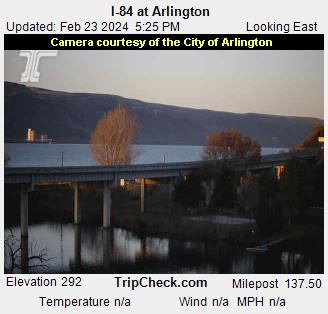 I-84 at Arlington
Updated: Feb 23 2024 5:25 PM Looking East
Camera courtesy of the City of Arlington
Elevation 292 TripCheck.com Milepost 137.50
Temperature n/a Wind n/a MPH n/a